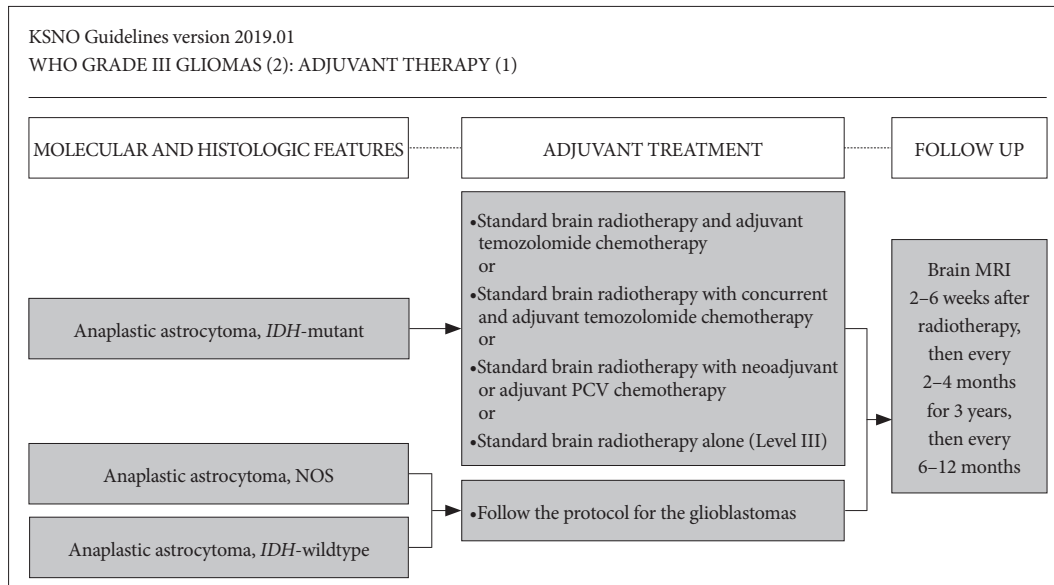 KSNO Guidelines version 2019.01
WHO GRADE III GLIOMAS (2): ADJUVANT THERAPY (1)
MOLECULAR AND HISTOLOGIC FEATURES
ADJUVANT TREATMENT
FOLLOW UP
Anaplastic astrocytoma, IDH-mutant
•Standard brain radiotherapy and adjuvant
temozolomide chemotherapy
or
•Standard brain radiotherapy with concurrent
and adjuvant temozolomide chemotherapy
or
•Standard brain radiotherapy with neoadjuvant
or adjuvant PCV chemotherapy
or
•Standard brain radiotherapy alone (Level III)
Anaplastic astrocytoma, NOS
Anaplastic astrocytoma, IDH-wildtype
•Follow the protocol for the glioblastomas
Brain MRI
2–6 weeks after
radiotherapy,
then every
2–4 months
for 3 years,
then every
6–12 months